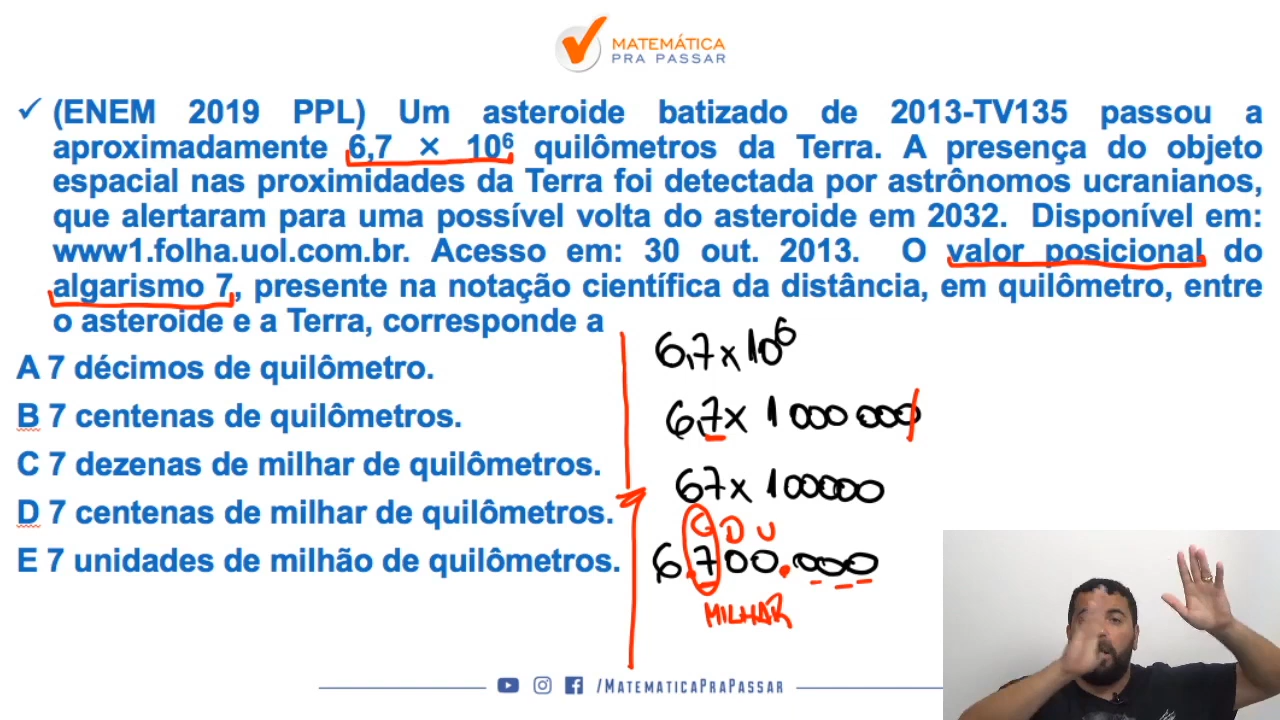 MATEMÁTICA
PRA PASSAR
✓ (ENEM 2019 PPL) Um asteroide batizado de 2013-TV135 passou a
aproximadamente 6,7 × 10⁶ quilômetros da Terra. A presença do objeto
espacial nas proximidades da Terra foi detectada por astrônomos ucranianos,
que alertaram para uma possível volta do asteroide em 2032. Disponível em:
www1.folha.uol.com.br. Acesso em: 30 out. 2013. O valor posicional do
algarismo 7, presente na notação científica da distância, em quilômetro, entre
o asteroide e a Terra, corresponde a
A 7 décimos de quilômetro.
B 7 centenas de quilômetros.
C 7 dezenas de milhar de quilômetros.
D 7 centenas de milhar de quilômetros.
E 7 unidades de milhão de quilômetros.
6,7 x 10⁶
6,7 x 1 000 000
67 x 100000
C D U
6.700.000
MILHAR
/MATEMATICAPRAPASSAR